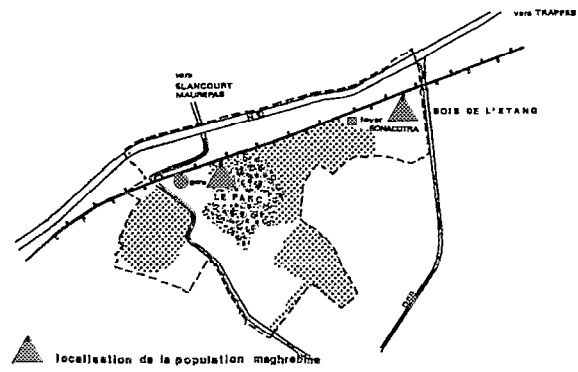 vers TRAPPES
vers
ELANCOURT
MAUREPAS
BOIS DE L'ETANG
foyer
SONACOTRA
gare
LE PARC
localisation de la population maghrebine